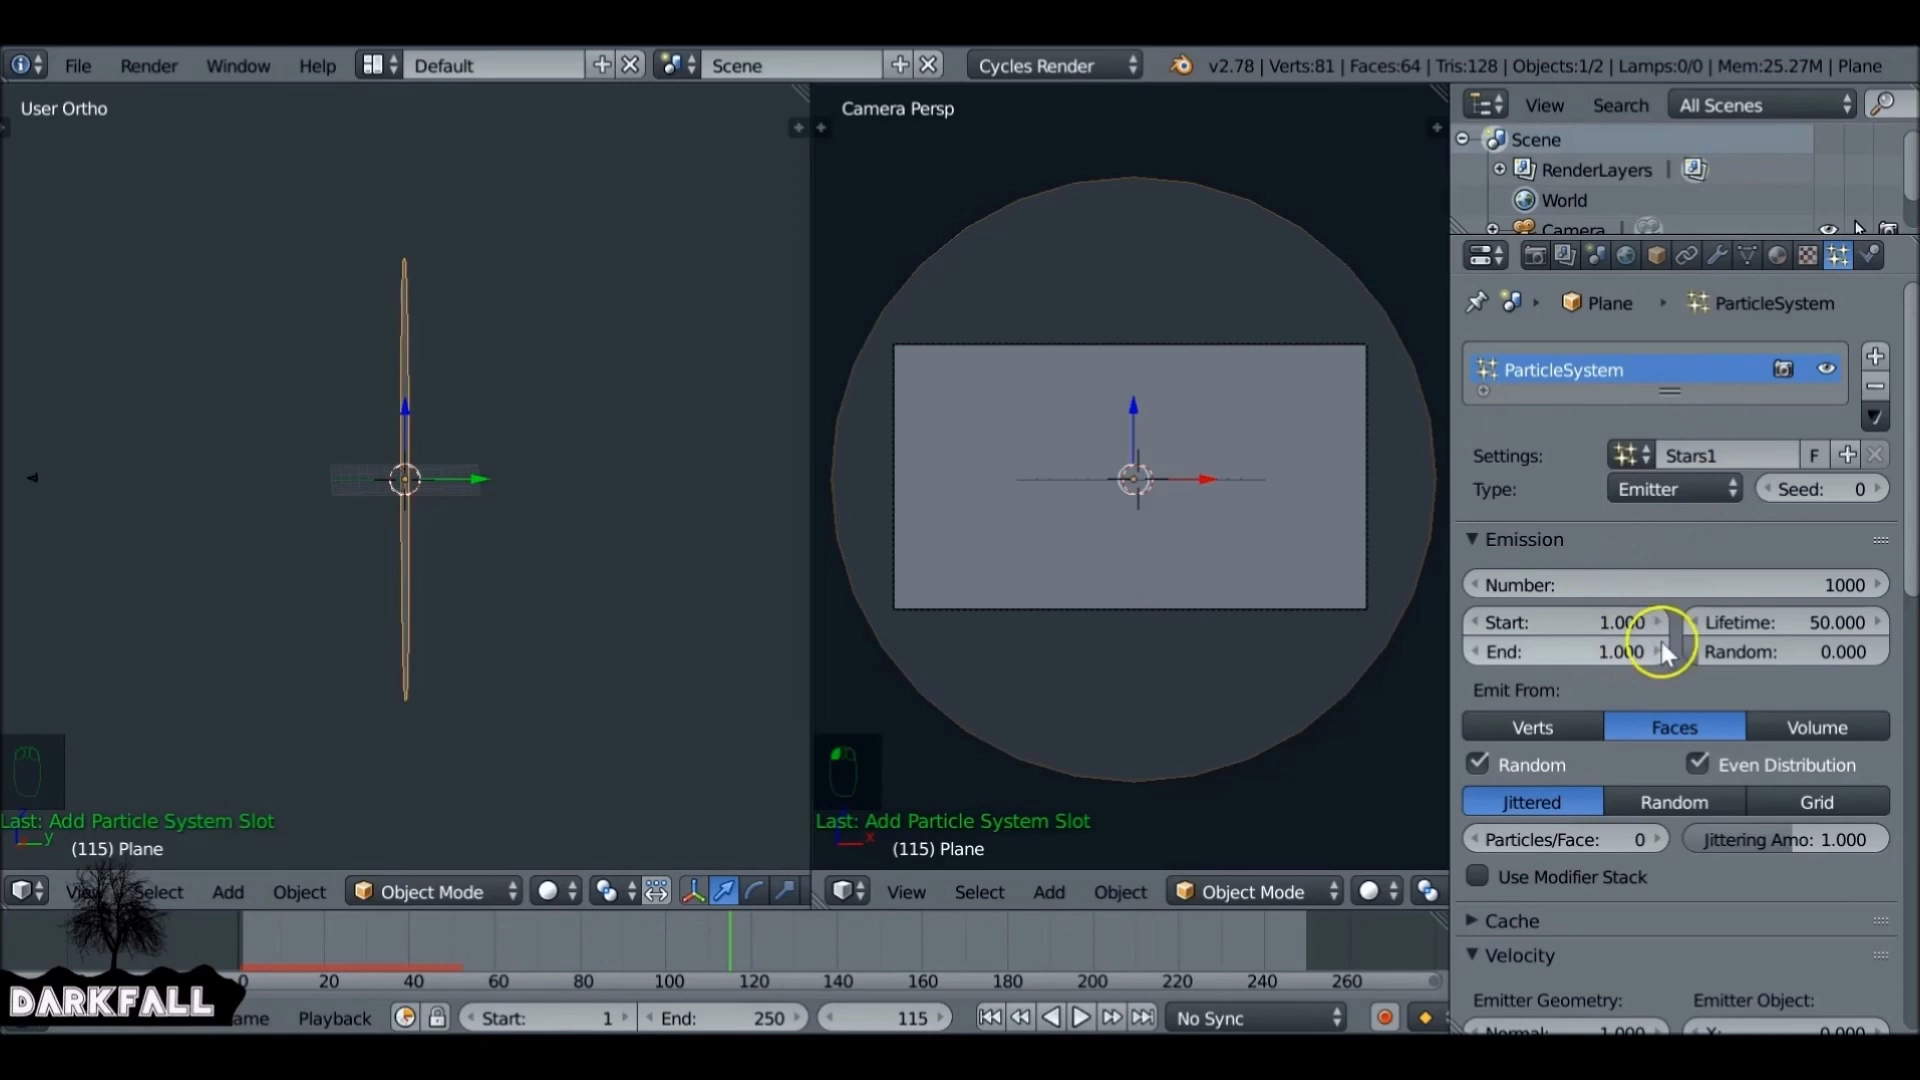 File Render Window Help Default Scene Cycles Render v2.78 | Verts:81 | Faces:64 | Tris:128 | Objects:1/2 | Lamps:0/0 | Mem:25.27M | Plane
User Ortho
Camera Persp
View Search All Scenes
Scene
RenderLayers
World
Camera
Plane ParticleSystem
ParticleSystem
Settings: Stars1 F
Type: Emitter Seed: 0
Emission
Number: 1000
Start: 1.000 Lifetime: 50.000
End: 1.000 Random: 0.000
Emit From:
Verts Faces Volume
Random Even Distribution
Jittered Random Grid
Particles/Face: 0 Jittering Amo: 1.000
Use Modifier Stack
Cache
Velocity
Emitter Geometry: Emitter Object:
Normal: 1.000 X: 0.000
Last: Add Particle System Slot
(115) Plane
Last: Add Particle System Slot
(115) Plane
View Select Add Object Object Mode
View Select Add Object Object Mode
0 20 40 60 80 100 120 140 160 180 200 220 240 260
DARKFALL
Playback Start: 1 End: 250 115 No Sync